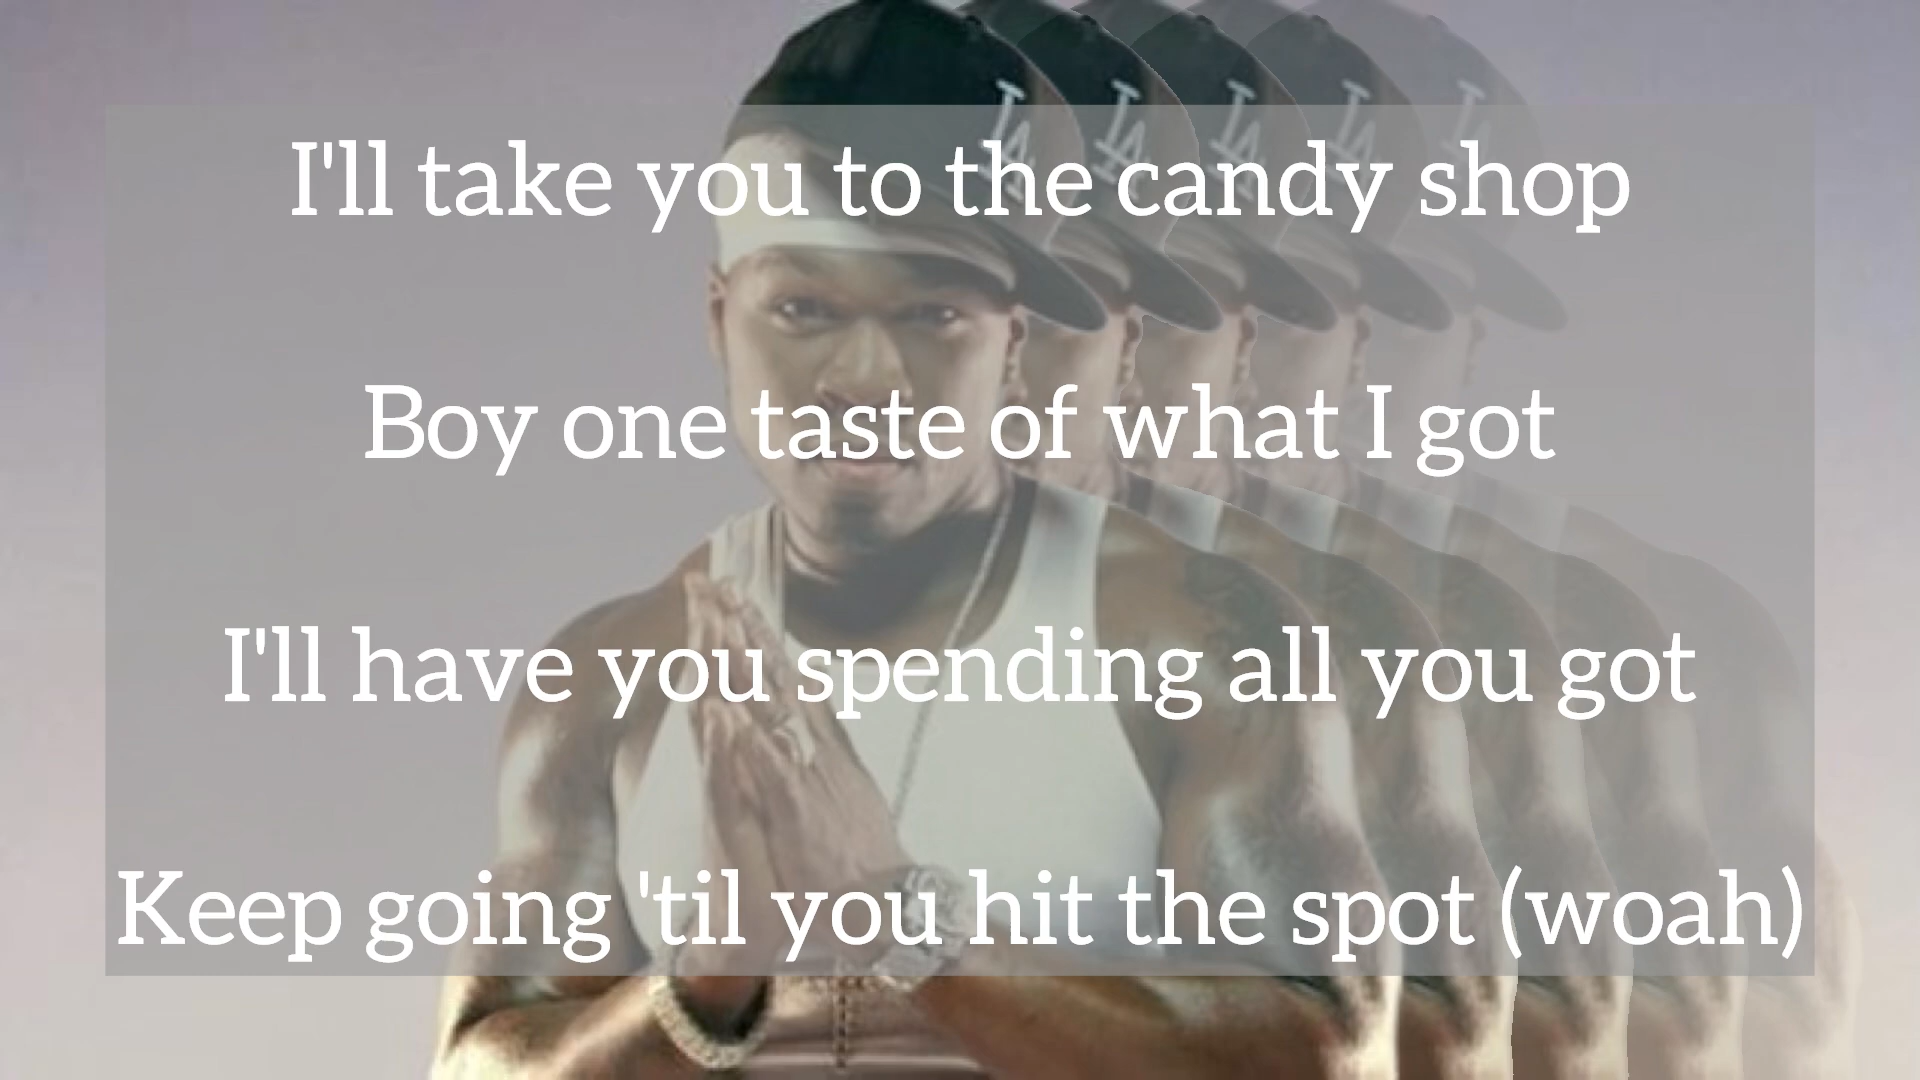 LA
I'll take you to the candy shop
Boy one taste of what I got
I'll have you spending all you got
Keep going 'til you hit the spot (woah)